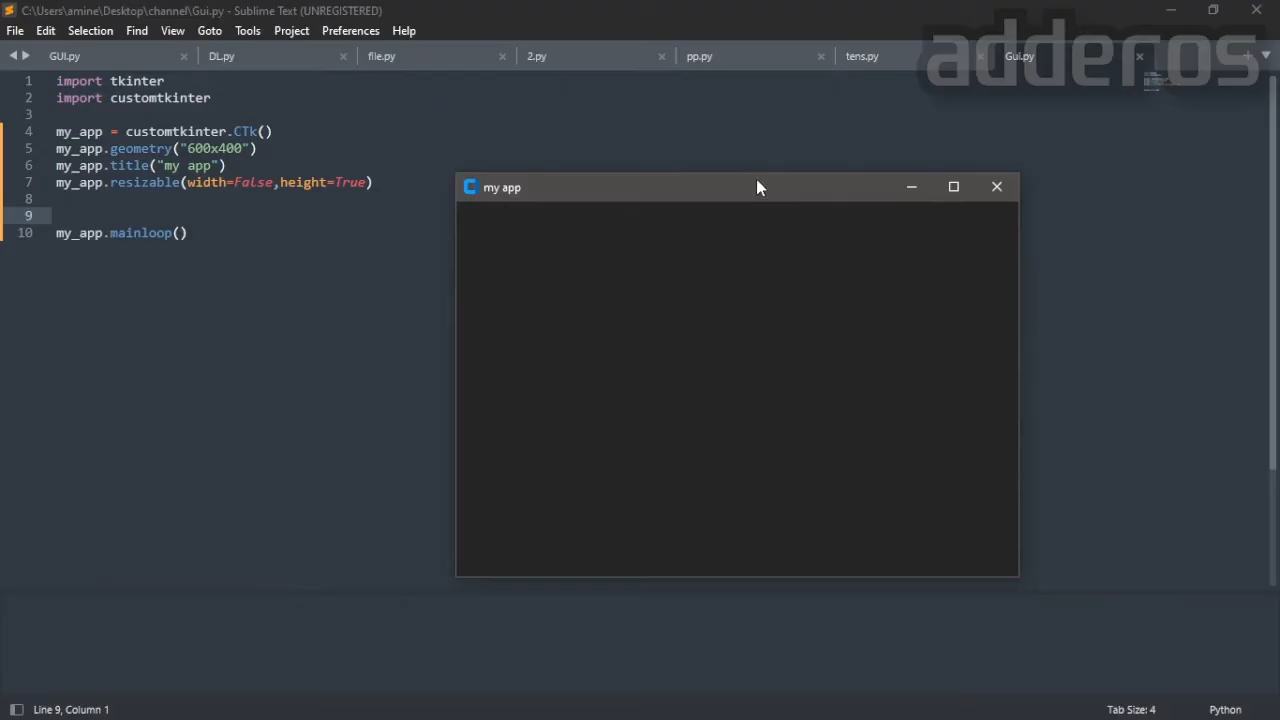 C:\Users\amine\Desktop\channel\Gui.py - Sublime Text (UNREGISTERED)
File Edit Selection Find View Goto Tools Project Preferences Help
adderos
GUI.py DL.py file.py 2.py pp.py tens.py Gui.py
1 import tkinter
2 import customtkinter
3
4 my_app = customtkinter.CTk()
5 my_app.geometry("600x400")
6 my_app.title("my app")
7 my_app.resizable(width=False,height=True)
8
9
10 my_app.mainloop()
my app
Line 9, Column 1 Tab Size: 4 Python